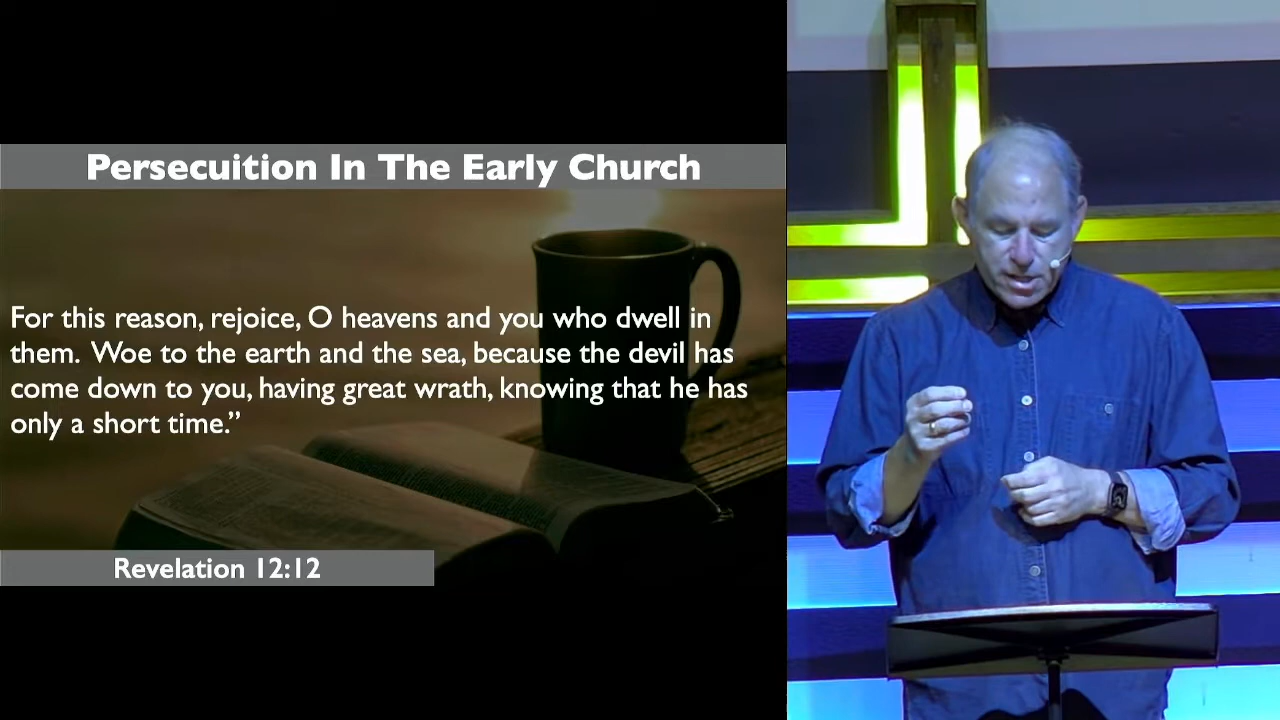 Persecuition In The Early Church
For this reason, rejoice, O heavens and you who dwell in
them. Woe to the earth and the sea, because the devil has
come down to you, having great wrath, knowing that he has
only a short time.”
Revelation 12:12